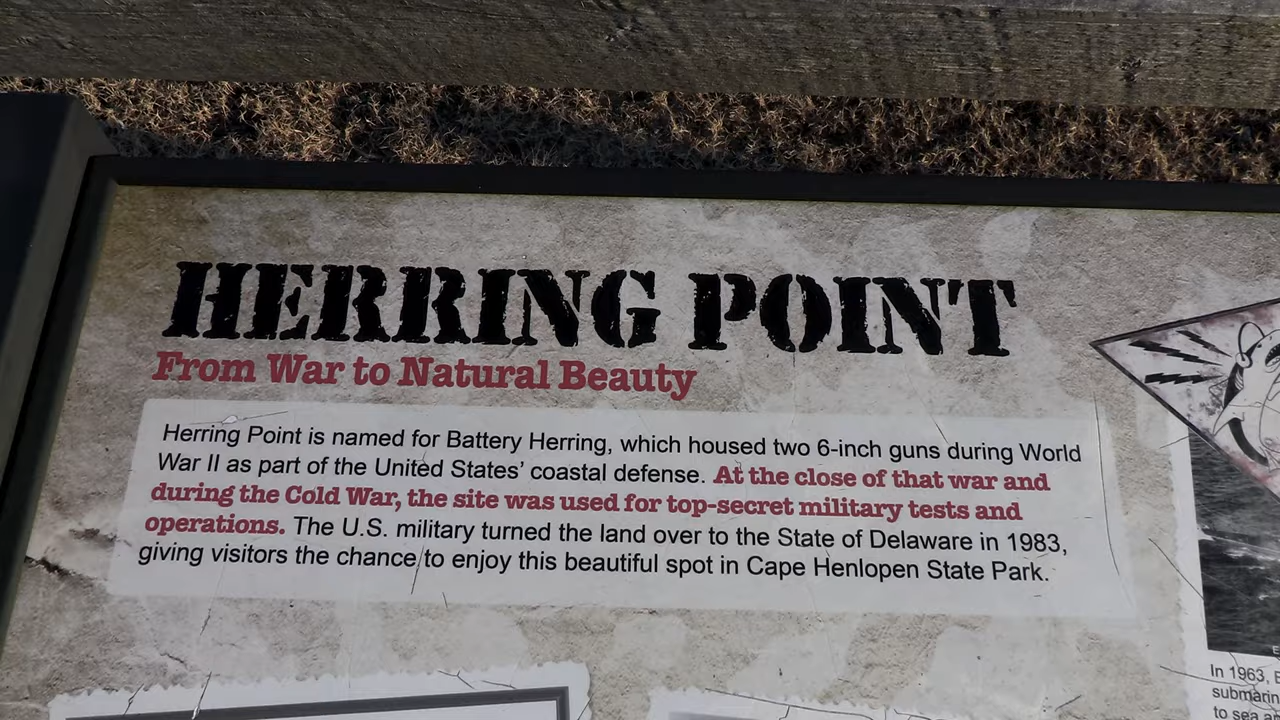 HERRING POINT
From War to Natural Beauty
Herring Point is named for Battery Herring, which housed two 6-inch guns during World
War II as part of the United States’ coastal defense. At the close of that war and
during the Cold War, the site was used for top-secret military tests and
operations. The U.S. military turned the land over to the State of Delaware in 1983,
giving visitors the chance to enjoy this beautiful spot in Cape Henlopen State Park.
In 1963,
submarin
to sea